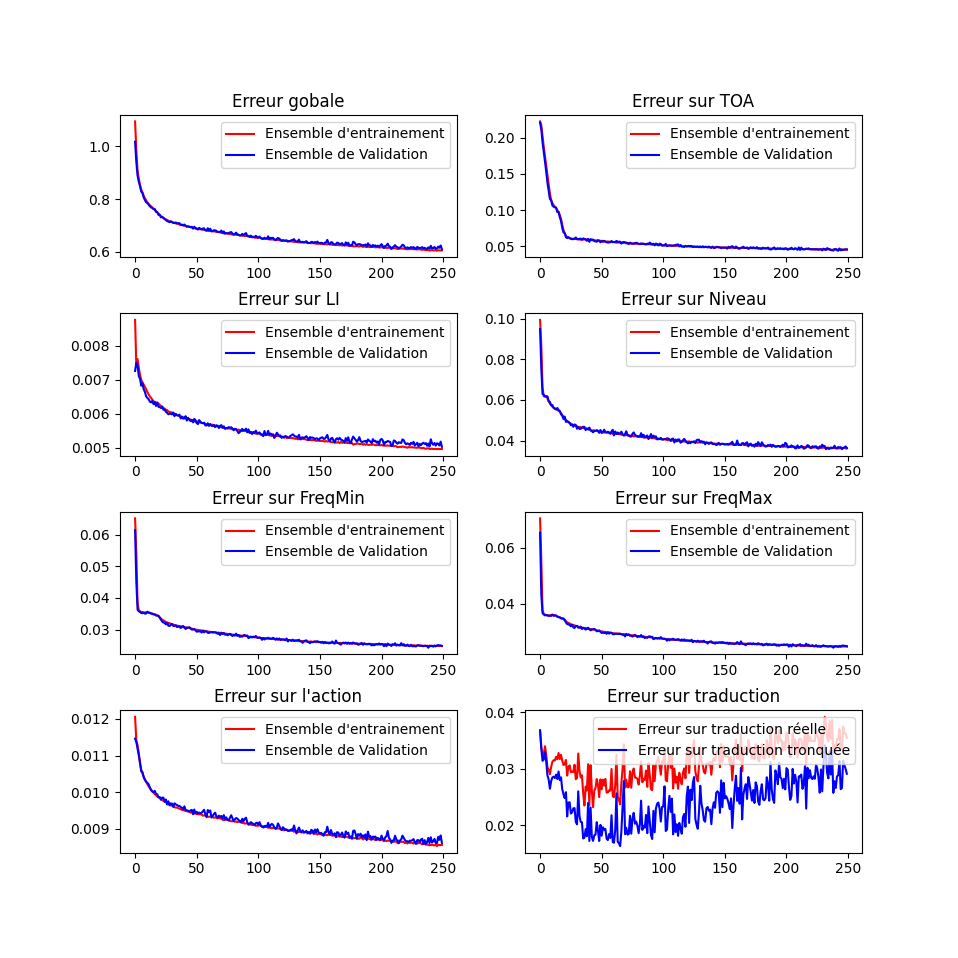 Erreur gobale
Ensemble d'entrainement
Ensemble de Validation
1.0
0.8
0.6
0 50 100 150 200 250
Erreur sur TOA
Ensemble d'entrainement
Ensemble de Validation
0.20
0.15
0.10
0.05
0 50 100 150 200 250
Erreur sur LI
Ensemble d'entrainement
Ensemble de Validation
0.008
0.007
0.006
0.005
0 50 100 150 200 250
Erreur sur Niveau
Ensemble d'entrainement
Ensemble de Validation
0.10
0.08
0.06
0.04
0 50 100 150 200 250
Erreur sur FreqMin
Ensemble d'entrainement
Ensemble de Validation
0.06
0.05
0.04
0.03
0 50 100 150 200 250
Erreur sur FreqMax
Ensemble d'entrainement
Ensemble de Validation
0.06
0.04
0 50 100 150 200 250
Erreur sur l'action
Ensemble d'entrainement
Ensemble de Validation
0.012
0.011
0.010
0.009
0 50 100 150 200 250
Erreur sur traduction
Erreur sur traduction réelle
Erreur sur traduction tronquée
0.04
0.03
0.02
0 50 100 150 200 250